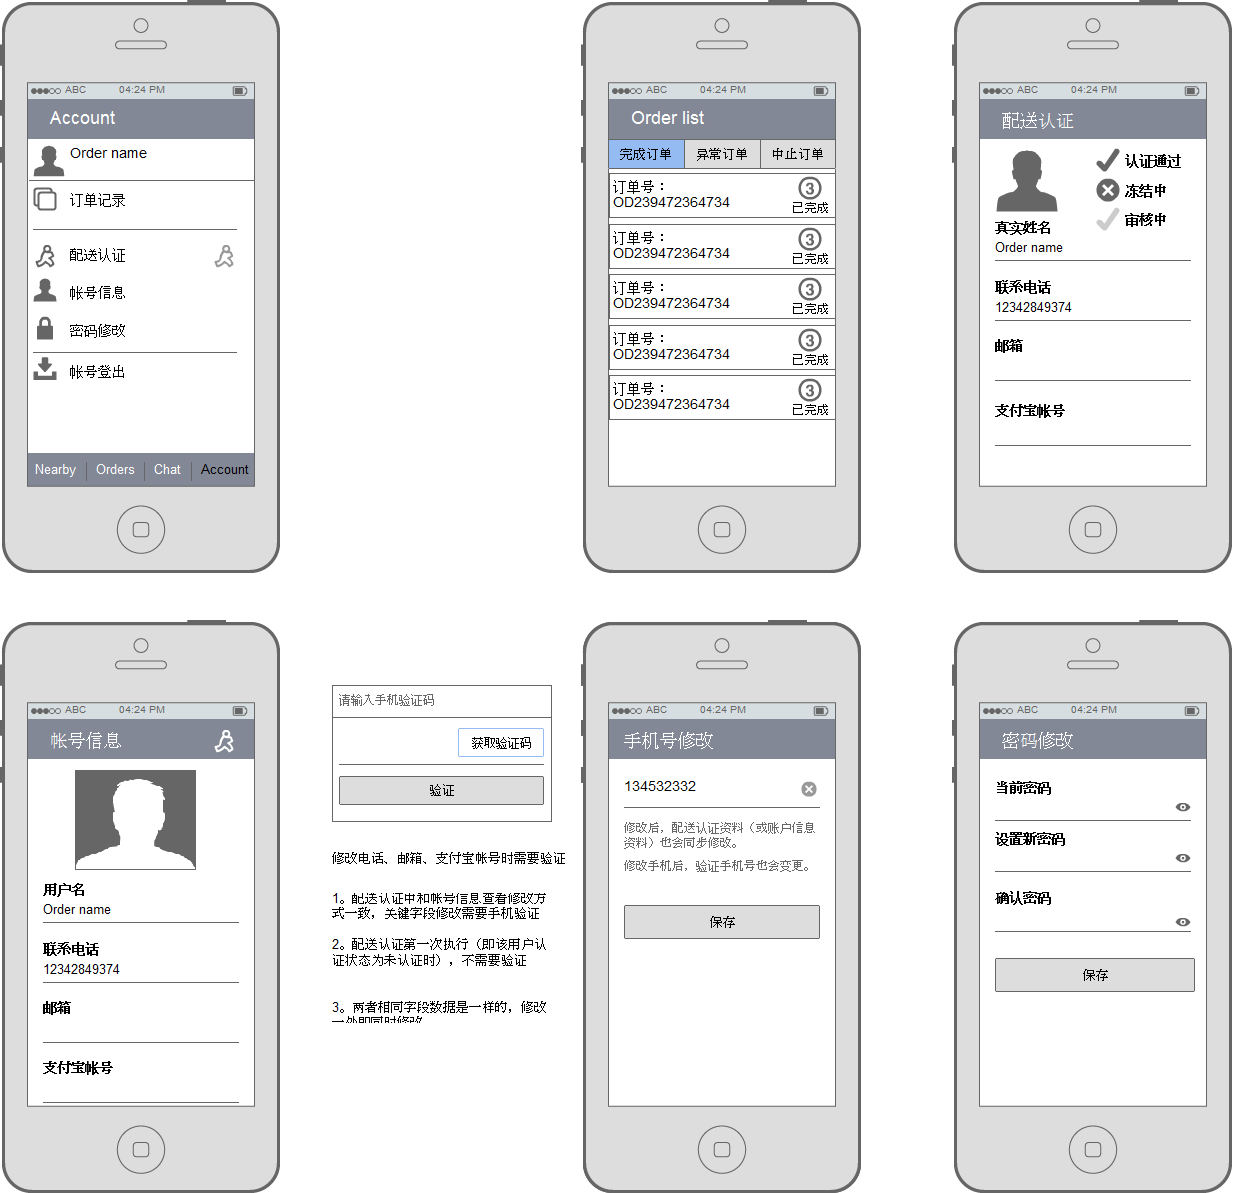 ABC 04:24 PM
Account
Order name
订单记录
配送认证
帐号信息
密码修改
帐号登出
Nearby Orders Chat Account
ABC 04:24 PM
Order list
完成订单 异常订单 中止订单
订单号：
OD239472364734
3
已完成
订单号：
OD239472364734
3
已完成
订单号：
OD239472364734
3
已完成
订单号：
OD239472364734
3
已完成
订单号：
OD239472364734
3
已完成
ABC 04:24 PM
配送认证
认证通过
冻结中
审核中
真实姓名
Order name
联系电话
12342849374
邮箱
支付宝帐号
ABC 04:24 PM
帐号信息
用户名
Order name
联系电话
12342849374
邮箱
支付宝帐号
请输入手机验证码
获取验证码
验证
修改电话、邮箱、支付宝帐号时需要验证
1。配送认证中和帐号信息查看修改方
式一致，关键字段修改需要手机验证
2。配送认证第一次执行（即该用户认
证状态为未认证时），不需要验证
3。两者相同字段数据是一样的，修改
一处即同时修改
ABC 04:24 PM
手机号修改
134532332
修改后，配送认证资料（或账户信息
资料）也会同步修改。
修改手机后，验证手机号也会变更。
保存
ABC 04:24 PM
密码修改
当前密码
设置新密码
确认密码
保存